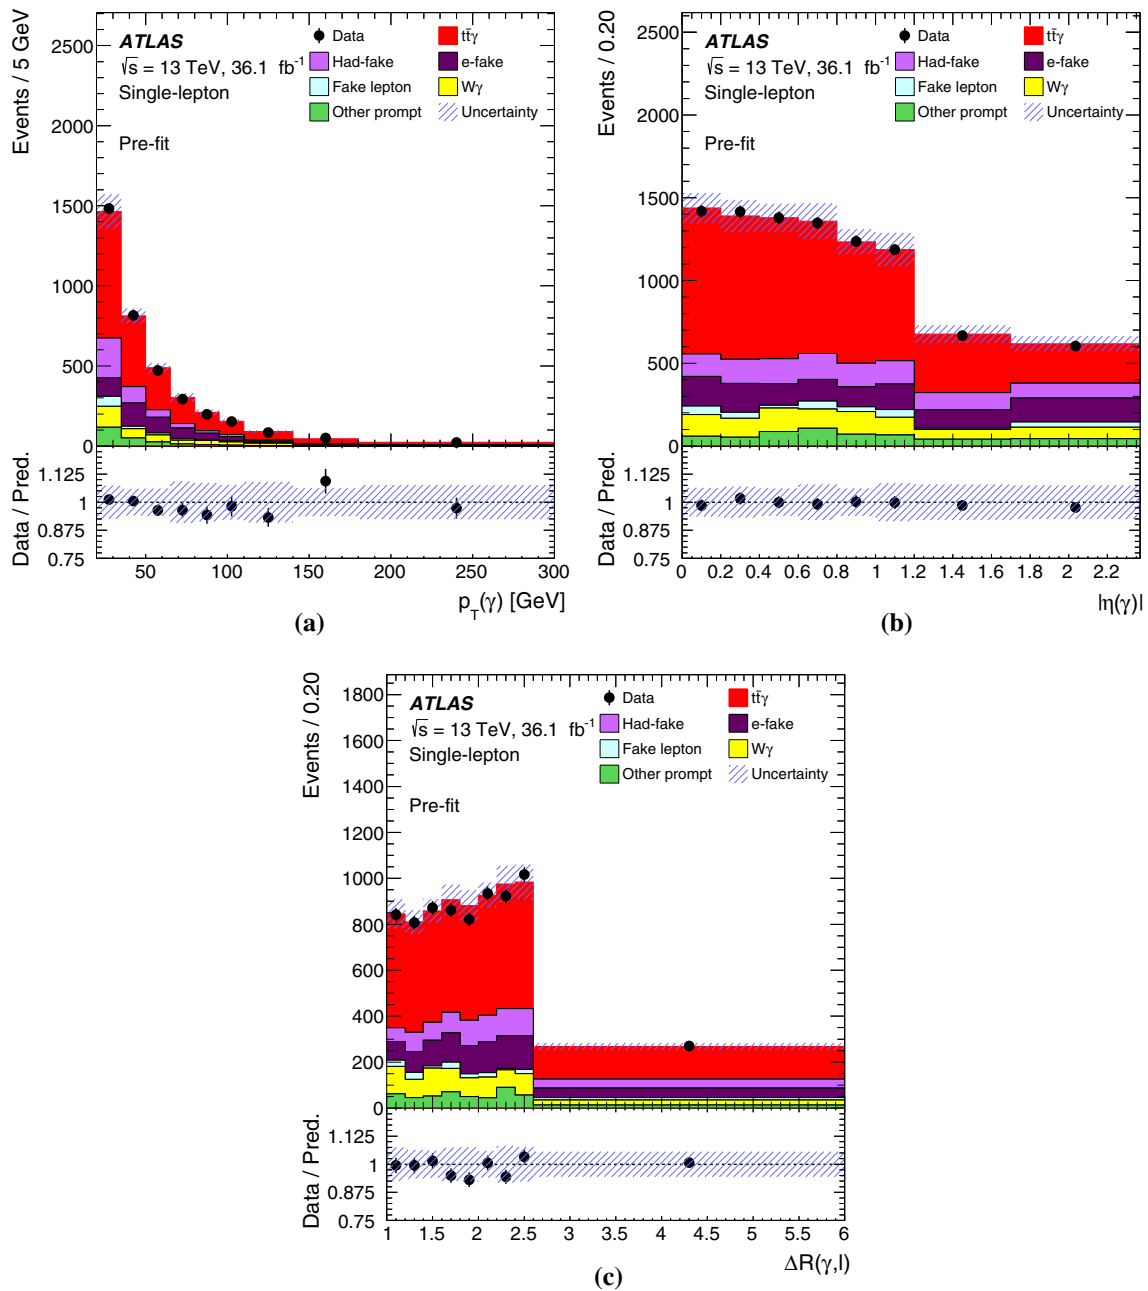 Events / 5 GeV
2500
2000
1500
1000
500
0
ATLAS
√s = 13 TeV, 36.1 fb⁻¹
Single-lepton
Pre-fit
Data
tt̄γ
Had-fake
e-fake
Fake lepton
Wγ
Other prompt
Uncertainty
Data / Pred.
1.125
1
0.875
0.75
50 100 150 200 250 300
p_T(γ) [GeV]
(a)
Events / 0.20
2500
2000
1500
1000
500
0
ATLAS
√s = 13 TeV, 36.1 fb⁻¹
Single-lepton
Pre-fit
Data
tt̄γ
Had-fake
e-fake
Fake lepton
Wγ
Other prompt
Uncertainty
Data / Pred.
1.125
1
0.875
0.75
0 0.2 0.4 0.6 0.8 1 1.2 1.4 1.6 1.8 2 2.2
|η(γ)|
(b)
Events / 0.20
1800
1600
1400
1200
1000
800
600
400
200
0
ATLAS
√s = 13 TeV, 36.1 fb⁻¹
Single-lepton
Pre-fit
Data
tt̄γ
Had-fake
e-fake
Fake lepton
Wγ
Other prompt
Uncertainty
Data / Pred.
1.125
1
0.875
0.75
1 1.5 2 2.5 3 3.5 4 4.5 5 5.5 6
ΔR(γ,l)
(c)